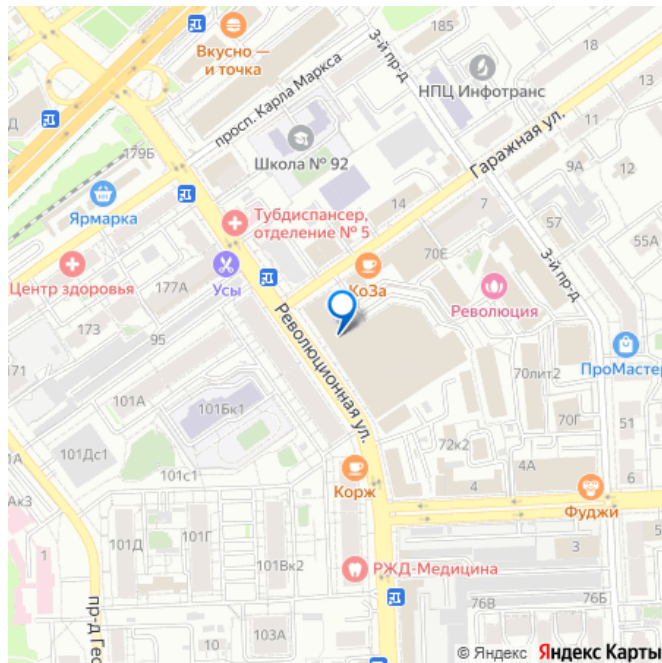 185
18
Вкусно —
и точка
3-й пр-д
НПЦ Инфотранс
13
просп. Карла Маркса
Гаражная ул.
11
179Б
Школа № 92
9А
12
Ярмарка
Тубдиспансер,
отделение № 5
14
7
57
55А
70Е
3-й пр-д
Центр здоровья
177А
Усы
КоЗа
Революция
173
95
Революционная ул.
171
ПроМастер
70лит2
101А
101Бк1
70Г
51
72к2
101Дс1
101с1
4А
6
1А
Корж
4
Фуджи
Ак3
101Д
101Г
3
1
101Вк2
РЖД-Медицина
76В
76Б
пр-д Гео
10
103А
© Яндекс Яндекс Карты